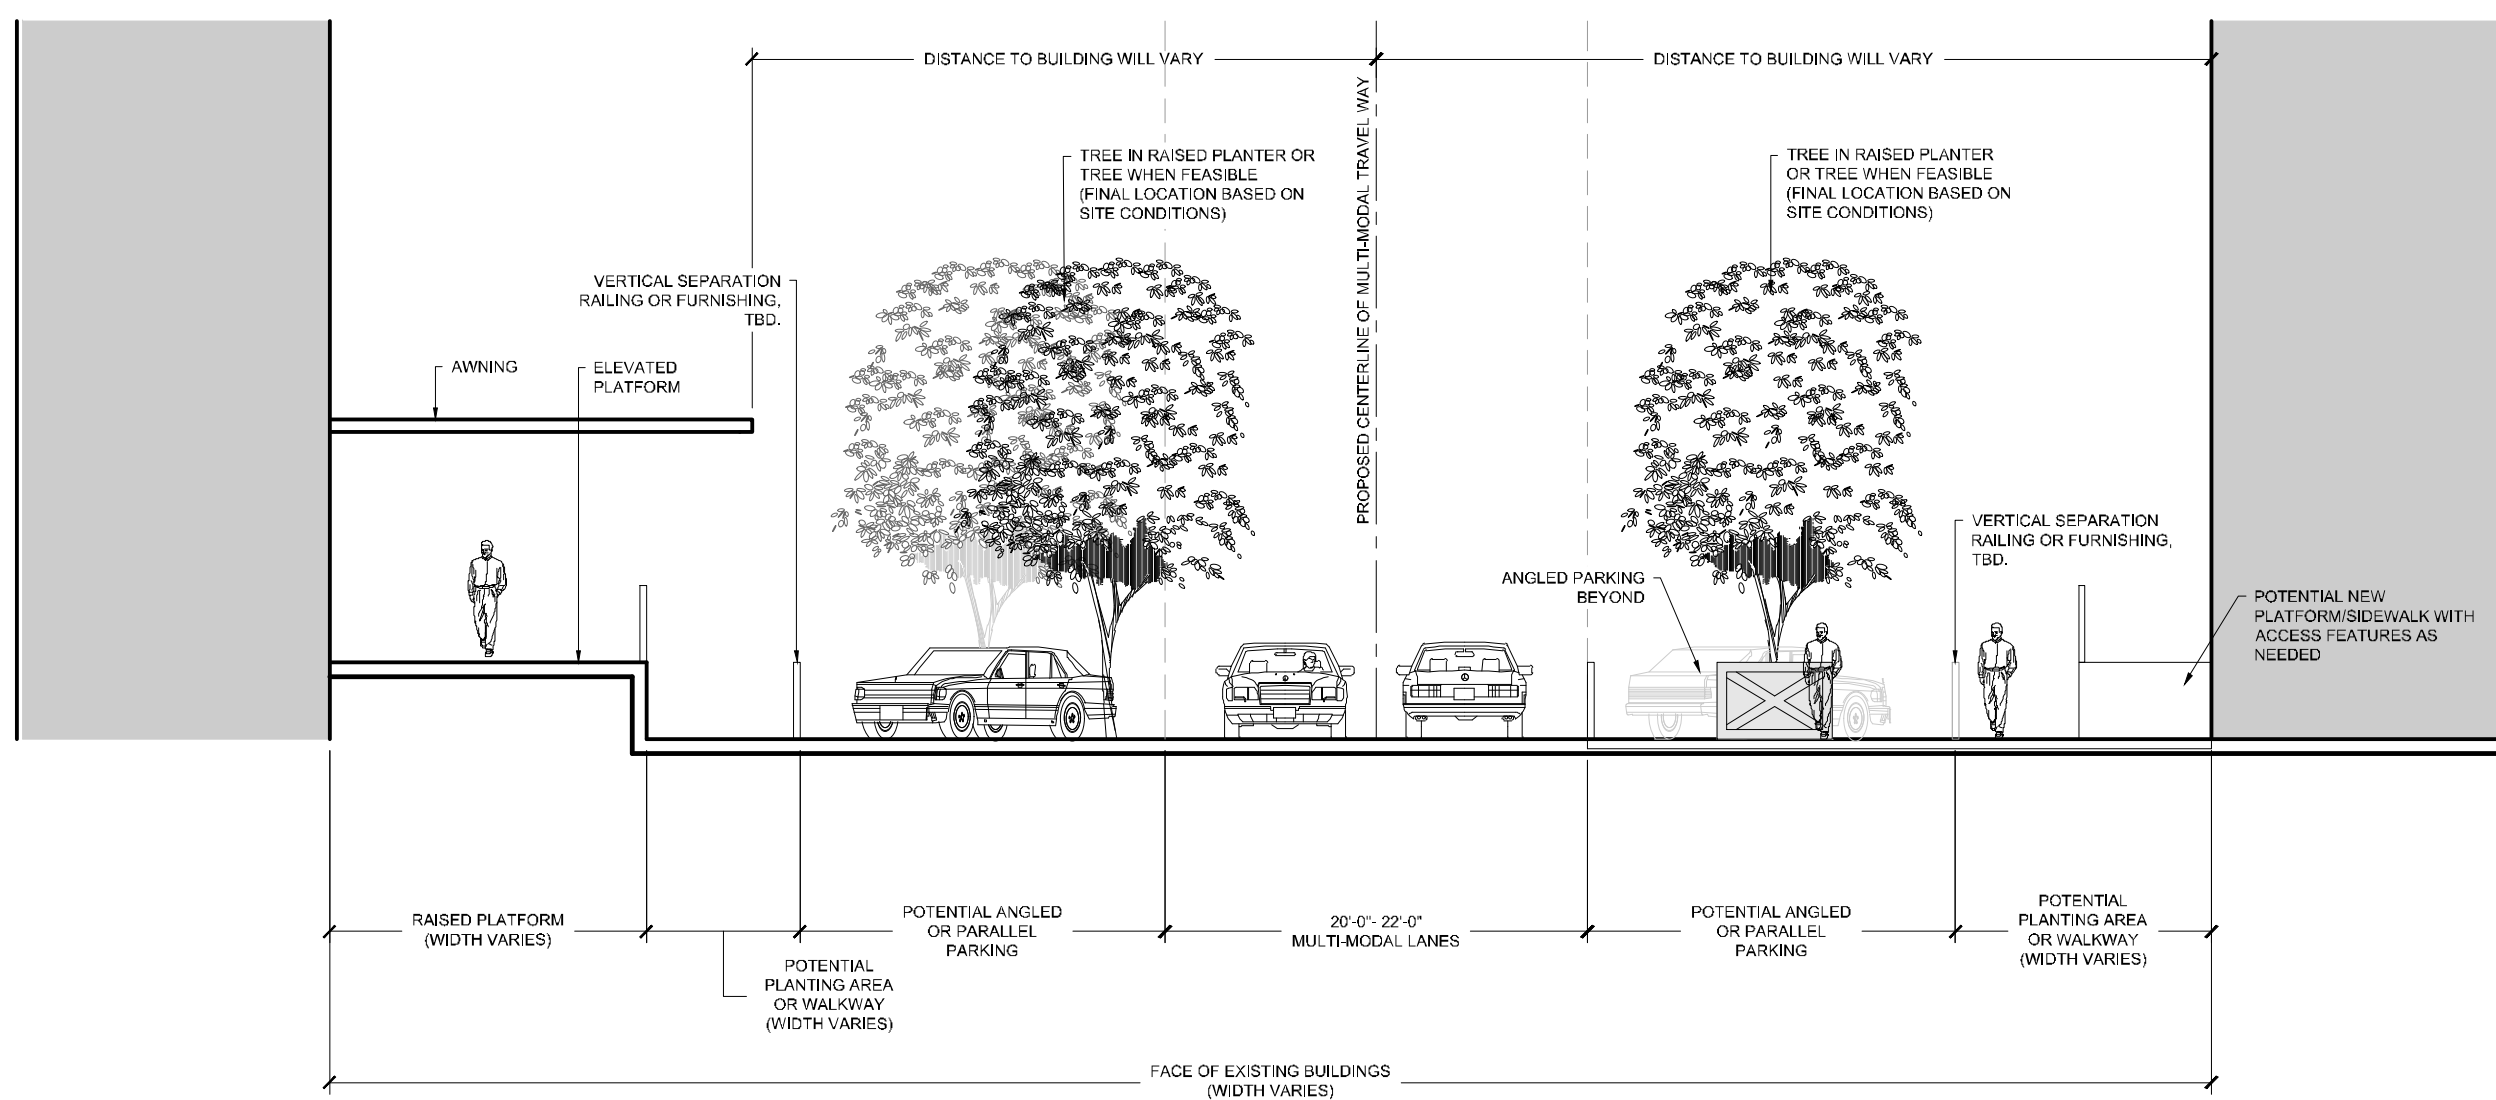 DISTANCE TO BUILDING WILL VARY
DISTANCE TO BUILDING WILL VARY
PROPOSED CENTERLINE OF MULTI-MODAL TRAVEL WAY
TREE IN RAISED PLANTER OR
TREE WHEN FEASIBLE
(FINAL LOCATION BASED ON
SITE CONDITIONS)
TREE IN RAISED PLANTER
OR TREE WHEN FEASIBLE
(FINAL LOCATION BASED ON
SITE CONDITIONS)
VERTICAL SEPARATION
RAILING OR FURNISHING,
TBD.
AWNING
ELEVATED
PLATFORM
VERTICAL SEPARATION
RAILING OR FURNISHING,
TBD.
ANGLED PARKING
BEYOND
POTENTIAL NEW
PLATFORM/SIDEWALK WITH
ACCESS FEATURES AS
NEEDED
RAISED PLATFORM
(WIDTH VARIES)
POTENTIAL
PLANTING AREA
OR WALKWAY
(WIDTH VARIES)
POTENTIAL ANGLED
OR PARALLEL
PARKING
20'-0"- 22'-0"
MULTI-MODAL LANES
POTENTIAL ANGLED
OR PARALLEL
PARKING
POTENTIAL
PLANTING AREA
OR WALKWAY
(WIDTH VARIES)
FACE OF EXISTING BUILDINGS
(WIDTH VARIES)